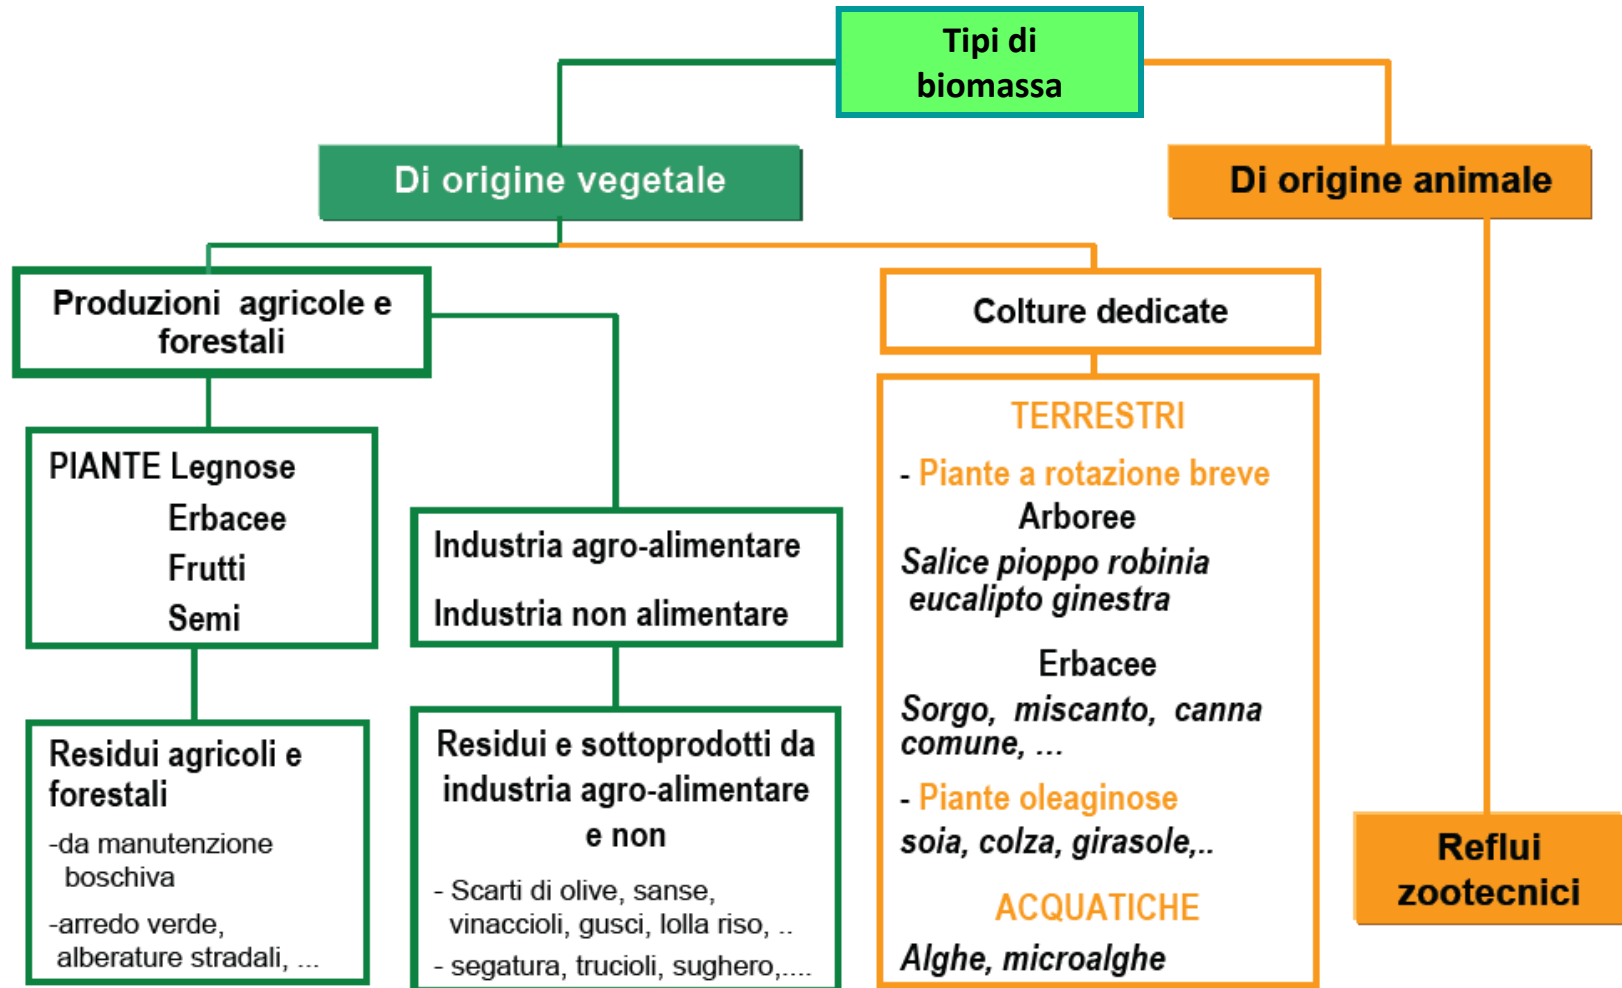 Tipi di
biomassa
Di origine vegetale
Di origine animale
Produzioni agricole e
forestali
Colture dedicate
PIANTE Legnose
Erbacee
Frutti
Semi
Industria agro-alimentare
Industria non alimentare
Residui agricoli e
forestali
-da manutenzione
boschiva
-arredo verde,
alberature stradali, ...
Residui e sottoprodotti da
industria agro-alimentare
e non
- Scarti di olive, sanse,
vinaccioli, gusci, lolla riso, ..
- segatura, trucioli, sughero,....
TERRESTRI
- Piante a rotazione breve
Arboree
Salice pioppo robinia
eucalipto ginestra
Erbacee
Sorgo, miscanto, canna
comune, ...
- Piante oleaginose
soia, colza, girasole,..
ACQUATICHE
Alghe, microalghe
Reflui
zootecnici